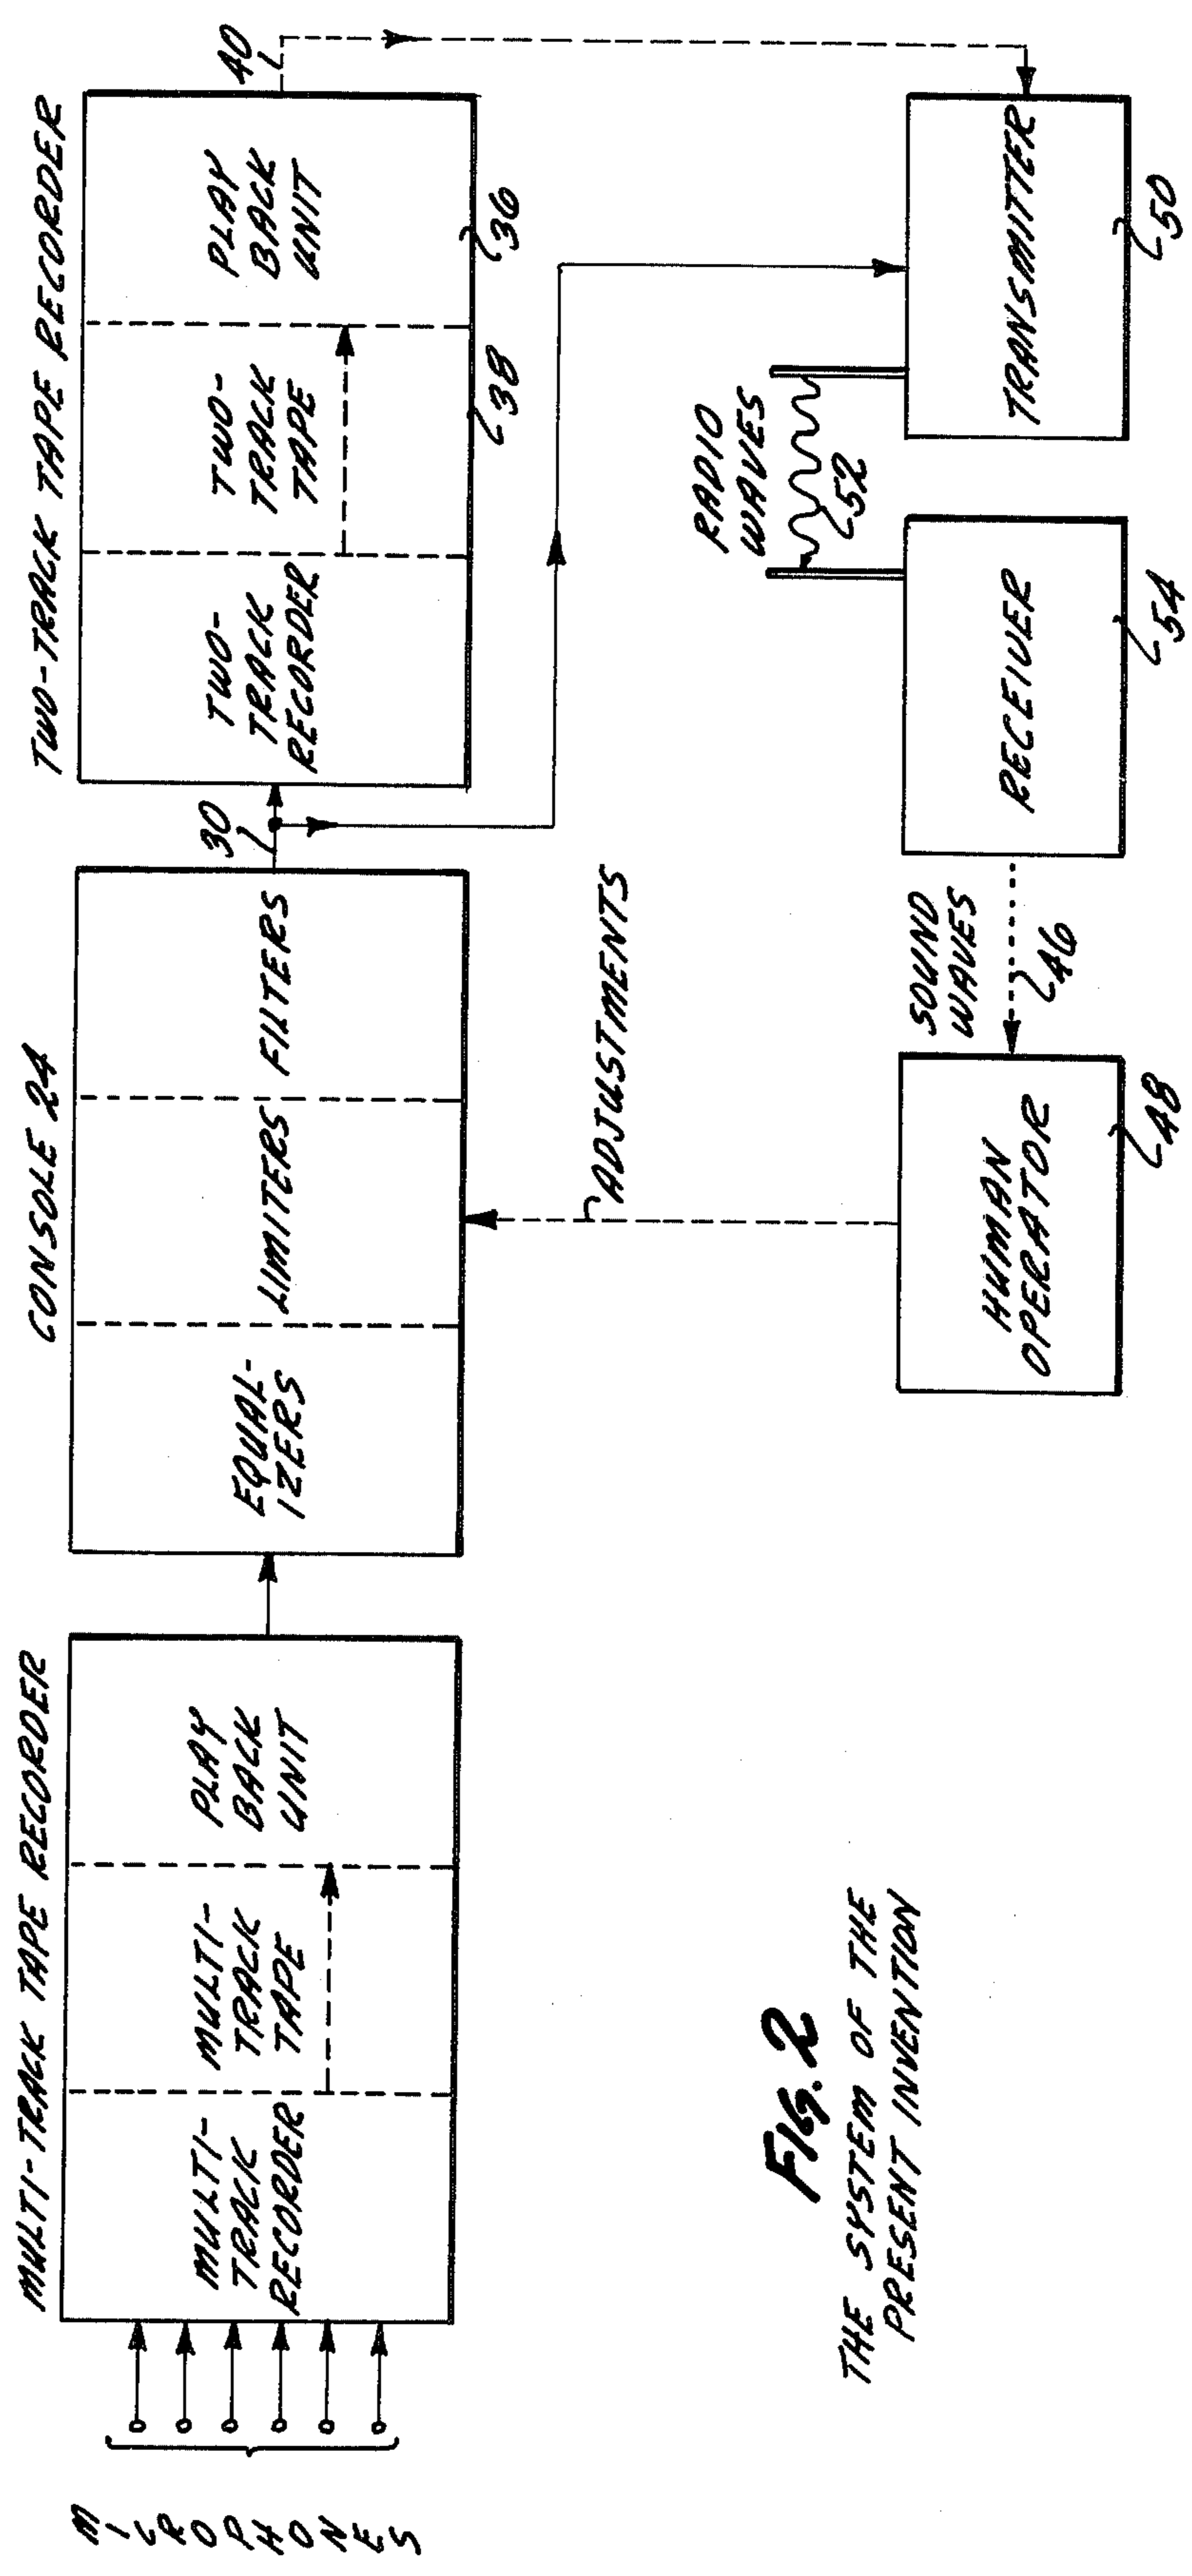 MICROPHONES
MULTI-TRACK TAPE RECORDER
MULTI-
TRACK
RECORDER
MULTI-
TRACK
TAPE
PLAY
BACK
UNIT
CONSOLE 24
EQUAL-
IZERS
LIMITERS
FILTERS
30
TWO-TRACK TAPE RECORDER
TWO-
TRACK
RECORDER
TWO-
TRACK
TAPE
PLAY
BACK
UNIT
38
36
40
ADJUSTMENTS
RADIO
WAVES
52
HUMAN
OPERATOR
48
SOUND
WAVES
46
RECEIVER
54
TRANSMITTER
50
FIG. 2
THE SYSTEM OF THE
PRESENT INVENTION